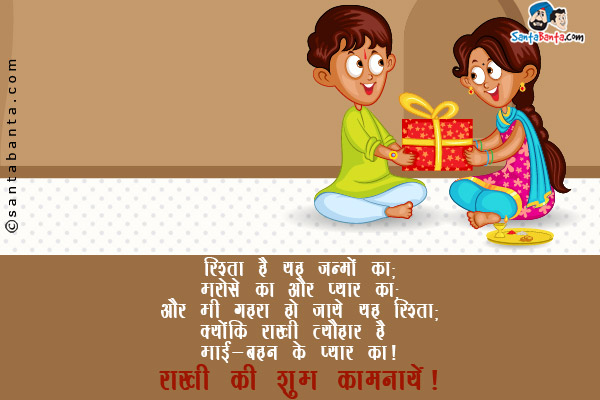 SantaBanta.com
©santabanta.com
रिश्ता है यह जन्मों का;
भरोसे का और प्यार का;
और भी गहरा हो जाये यह रिश्ता;
क्योंकि राखी त्यौहार है
भाई-बहन के प्यार का!
राखी की शुभ कामनायें!